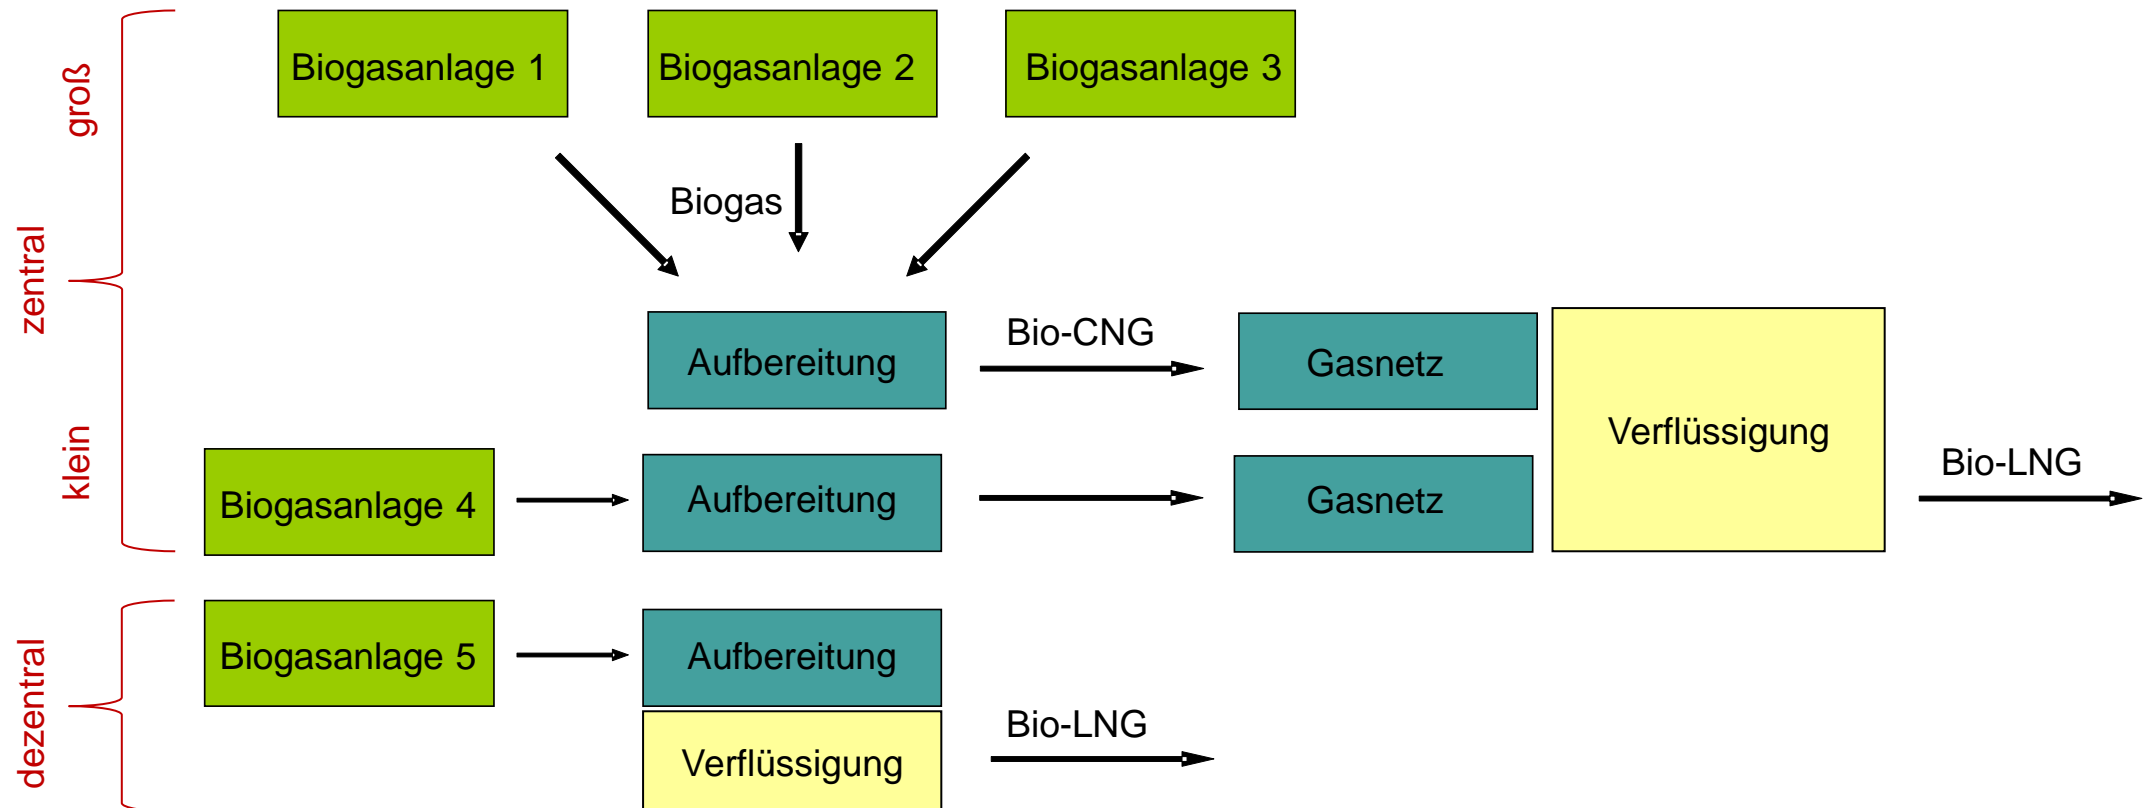 groß
Biogasanlage 1
Biogasanlage 2
Biogasanlage 3
Biogas
zentral
Aufbereitung
Bio-CNG
Gasnetz
Verflüssigung
klein
Biogasanlage 4
Aufbereitung
Gasnetz
Bio-LNG
dezentral
Biogasanlage 5
Aufbereitung
Verflüssigung
Bio-LNG